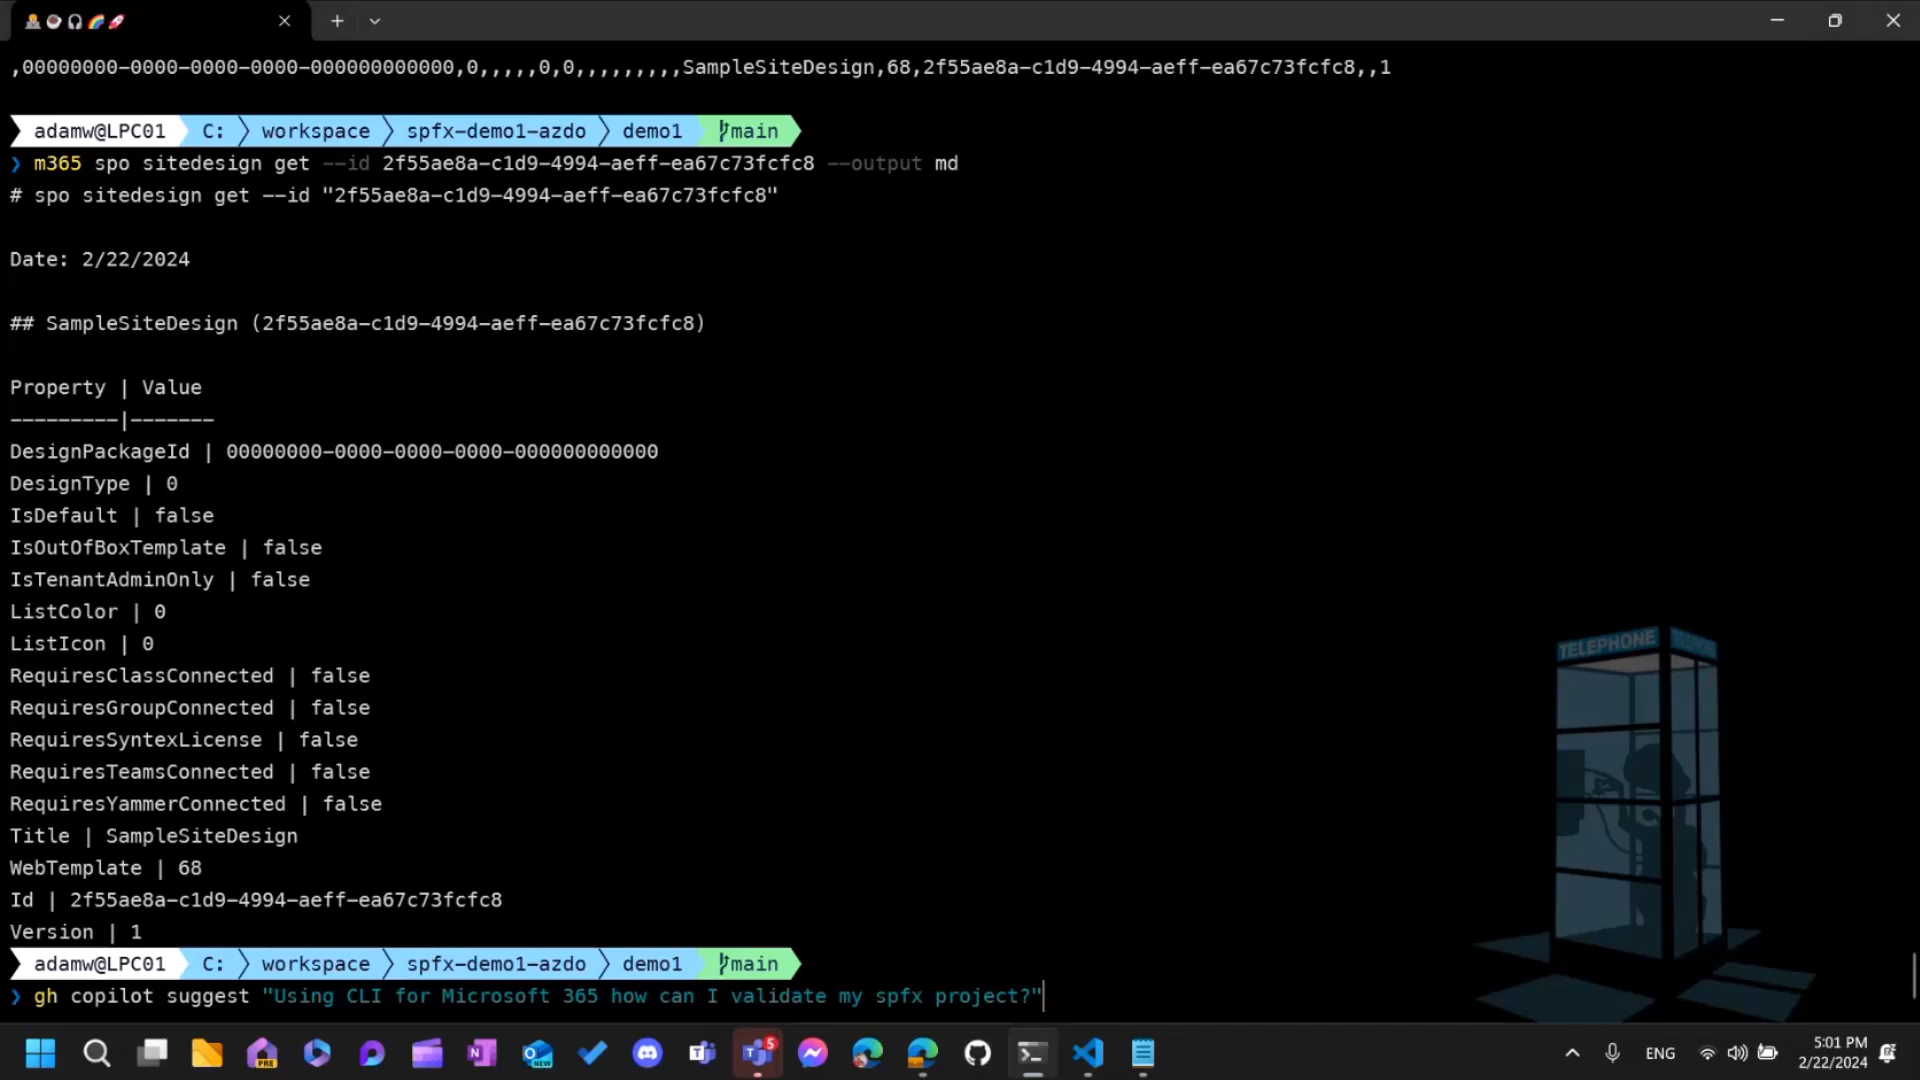 ,00000000-0000-0000-0000-000000000000,0,,,,,0,0,,,,,,,,,SampleSiteDesign,68,2f55ae8a-c1d9-4994-aeff-ea67c73fcfc8,,1
adamw@LPC01 C: workspace spfx-demo1-azdo demo1 main
❯ m365 spo sitedesign get --id 2f55ae8a-c1d9-4994-aeff-ea67c73fcfc8 --output md
# spo sitedesign get --id "2f55ae8a-c1d9-4994-aeff-ea67c73fcfc8"
Date: 2/22/2024
## SampleSiteDesign (2f55ae8a-c1d9-4994-aeff-ea67c73fcfc8)
Property | Value
---------|-------
DesignPackageId | 00000000-0000-0000-0000-000000000000
DesignType | 0
IsDefault | false
IsOutOfBoxTemplate | false
IsTenantAdminOnly | false
ListColor | 0
ListIcon | 0
RequiresClassConnected | false
RequiresGroupConnected | false
RequiresSyntexLicense | false
RequiresTeamsConnected | false
RequiresYammerConnected | false
Title | SampleSiteDesign
WebTemplate | 68
Id | 2f55ae8a-c1d9-4994-aeff-ea67c73fcfc8
Version | 1
TELEPHONE
adamw@LPC01 C: workspace spfx-demo1-azdo demo1 main
❯ gh copilot suggest "Using CLI for Microsoft 365 how can I validate my spfx project?"
PRE
NEW
5
ENG
5:01 PM
2/22/2024